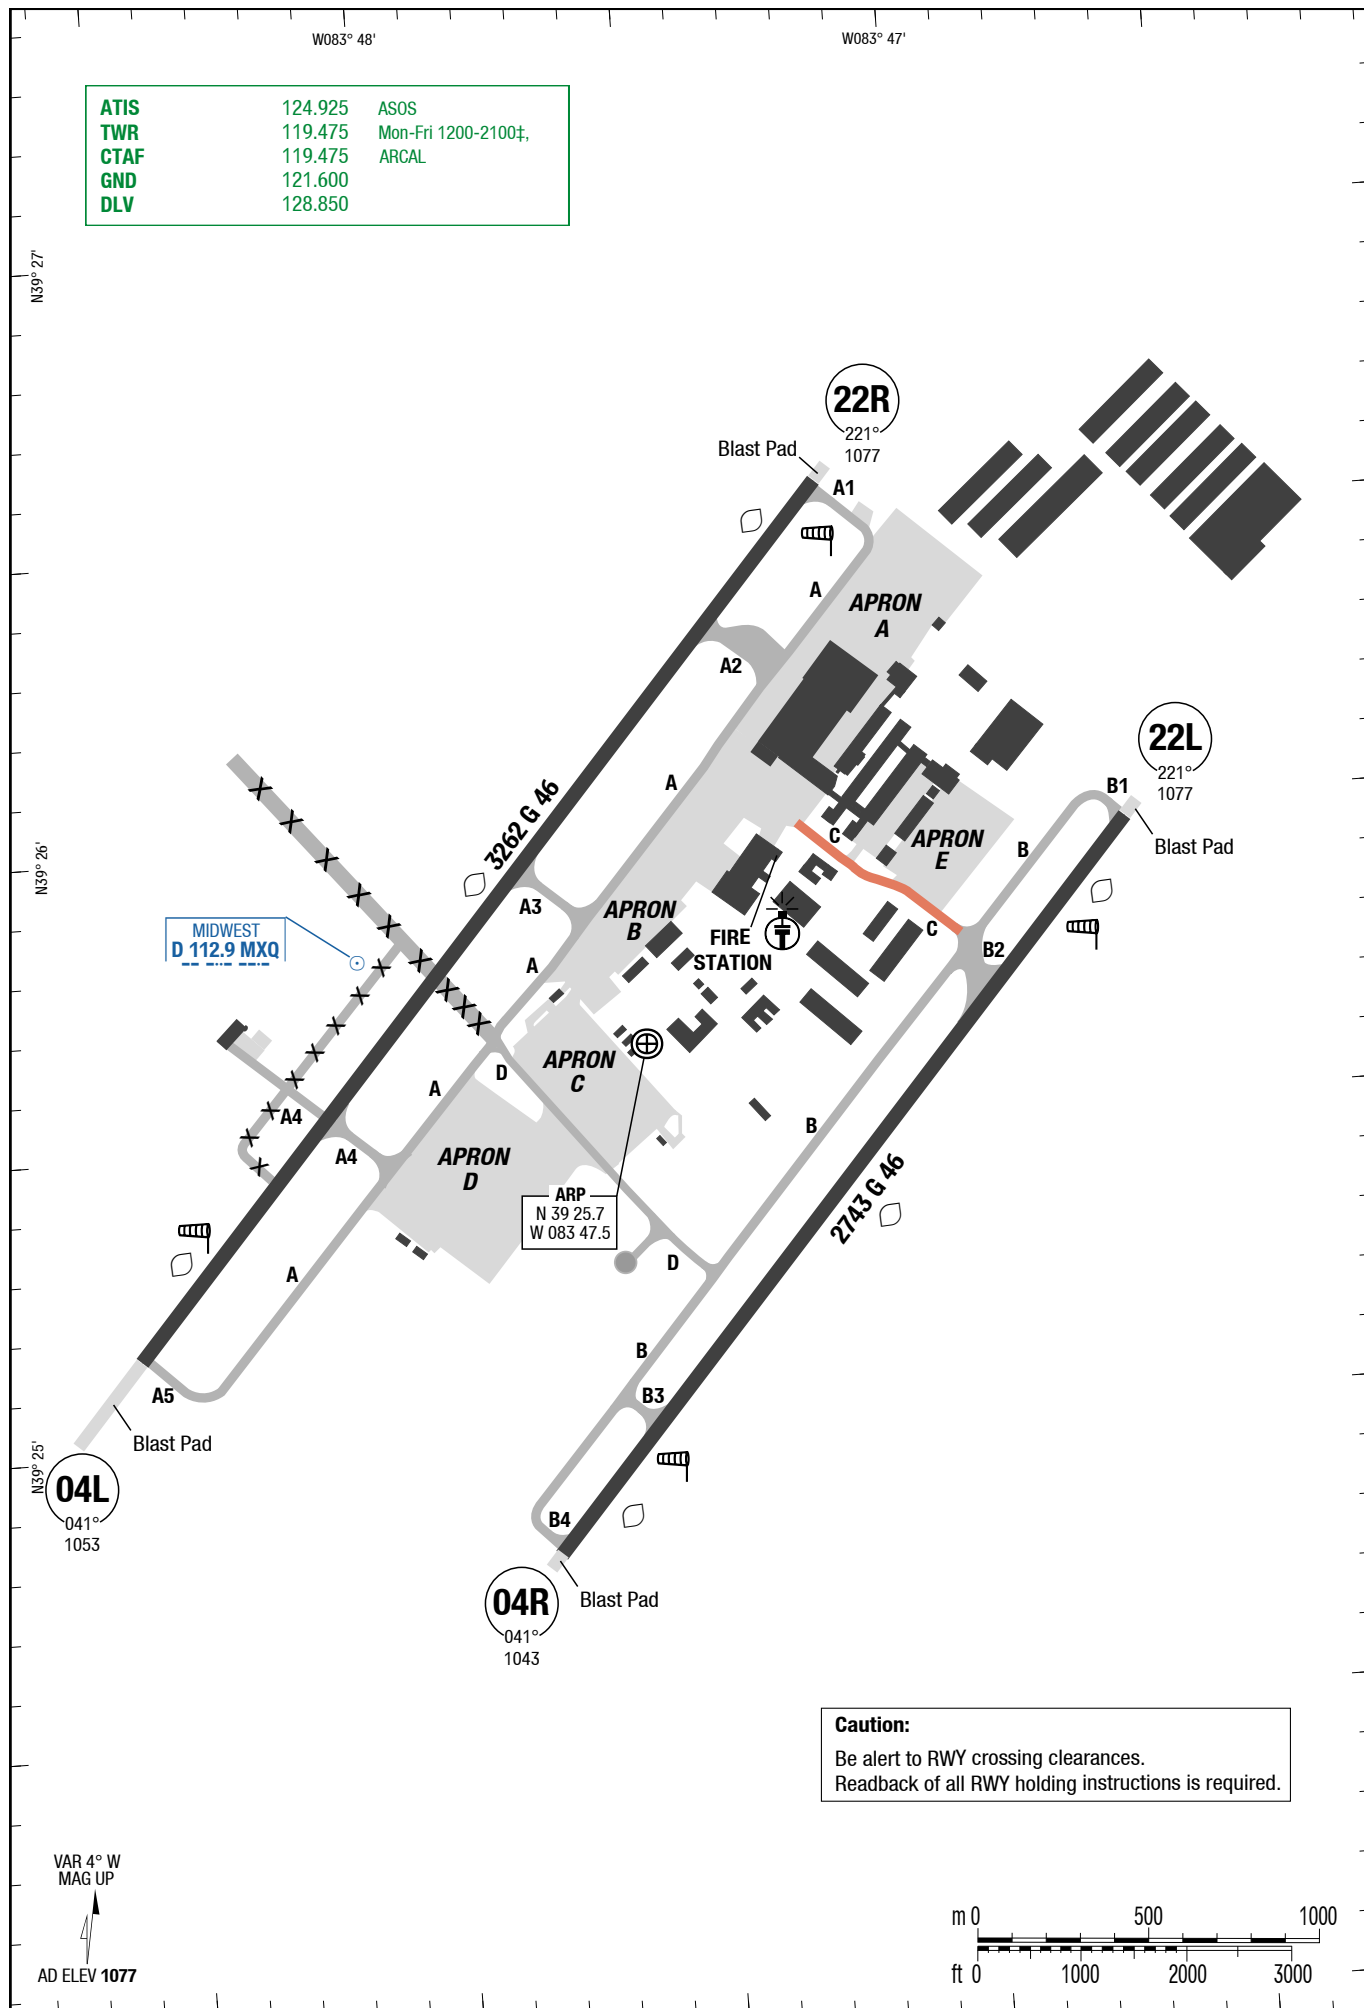 W083° 48'
W083° 47'
ATIS 124.925 ASOS
TWR 119.475 Mon-Fri 1200-2100‡,
CTAF 119.475 ARCAL
GND 121.600
DLV 128.850
N39° 27'
22R
221°
1077
Blast Pad
A1
A
APRON
A
A2
22L
221°
1077
B1
Blast Pad
A
3262 G 46
C
APRON
E
B
N39° 26'
A3
APRON
B
FIRE
STATION
C
B2
MIDWEST
D 112.9 MXQ
A
APRON
C
D
A
A4
A4
B
APRON
D
2743 G 46
ARP
N 39 25.7
W 083 47.5
D
A
B
B3
A5
Blast Pad
N39° 25'
04L
041°
1053
B4
Blast Pad
04R
041°
1043
Caution:
Be alert to RWY crossing clearances.
Readback of all RWY holding instructions is required.
VAR 4° W
MAG UP
AD ELEV 1077
m 0 500 1000
ft 0 1000 2000 3000